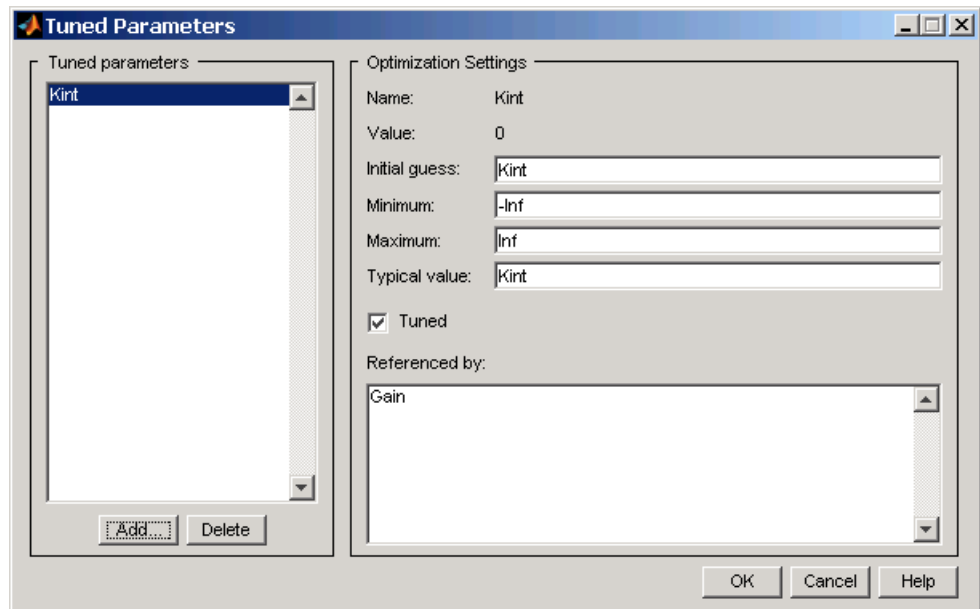 Tuned Parameters
Tuned parameters
Kint
Add...
Delete
Optimization Settings
Name: Kint
Value: 0
Initial guess: Kint
Minimum: -Inf
Maximum: Inf
Typical value: Kint
Tuned
Referenced by:
Gain
OK Cancel Help